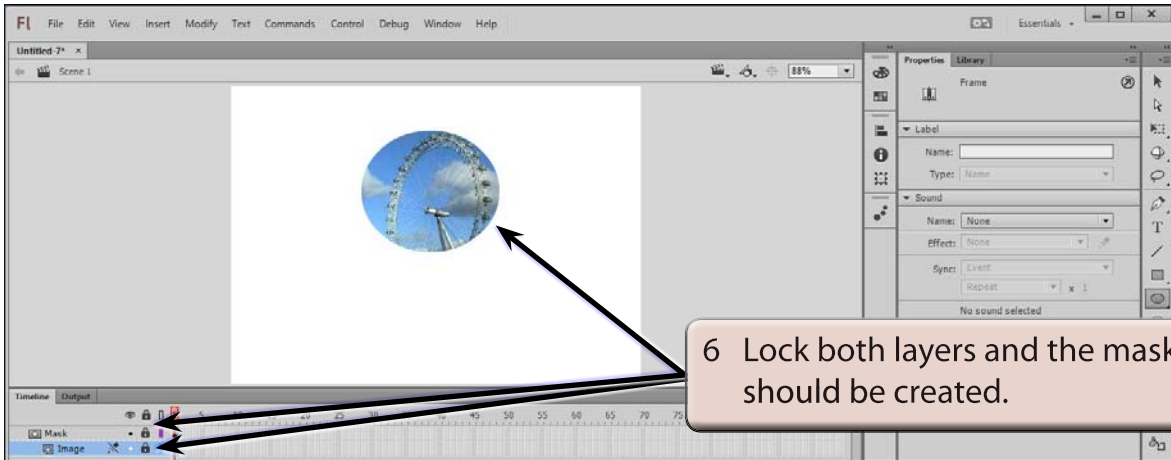 Fl File Edit View Insert Modify Text Commands Control Debug Window Help Essentials
Untitled-7* ×
Scene 1 88%
Properties Library
Frame
Label
Name:
Type: Name
Sound
Name: None
Effect: None
Sync: Event
Repeat x 1
No sound selected
6 Lock both layers and the mask
should be created.
Timeline Output
5 10 15 20 25 30 35 40 45 50 55 60 65 70 75
Mask
Image